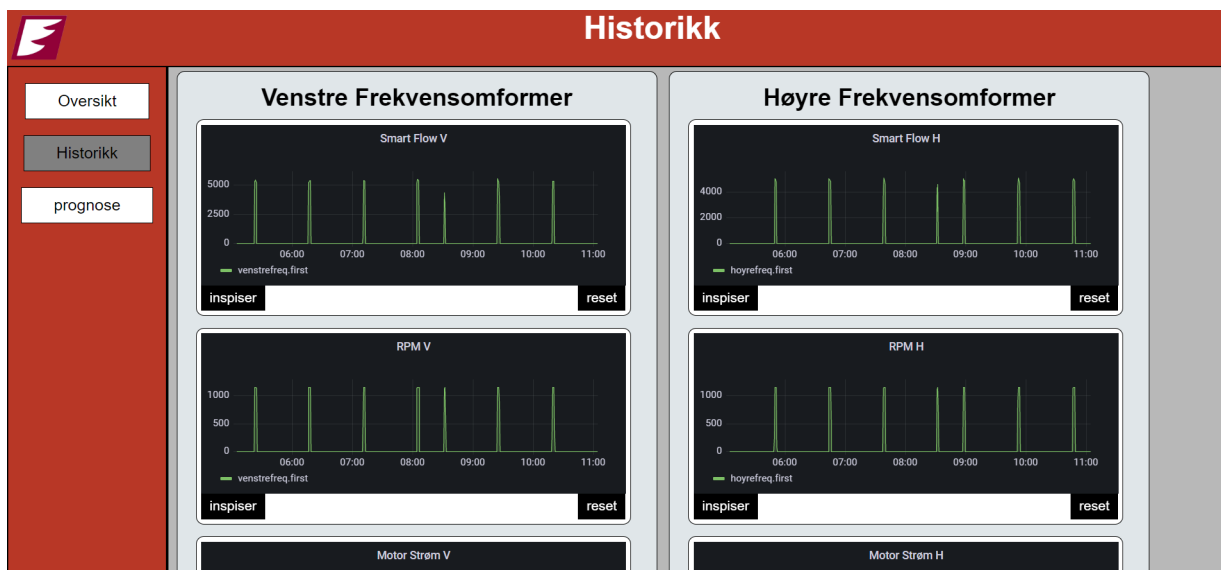 Historikk
Oversikt
Historikk
prognose
Venstre Frekvensomformer
Smart Flow V
5000
2500
0
06:00 07:00 08:00 09:00 10:00 11:00
venstrefreq.first
inspiser reset
RPM V
1000
500
0
06:00 07:00 08:00 09:00 10:00 11:00
venstrefreq.first
inspiser reset
Motor Strøm V
Høyre Frekvensomformer
Smart Flow H
4000
2000
0
06:00 07:00 08:00 09:00 10:00 11:00
hoyrefreq.first
inspiser reset
RPM H
1000
500
0
06:00 07:00 08:00 09:00 10:00 11:00
hoyrefreq.first
inspiser reset
Motor Strøm H